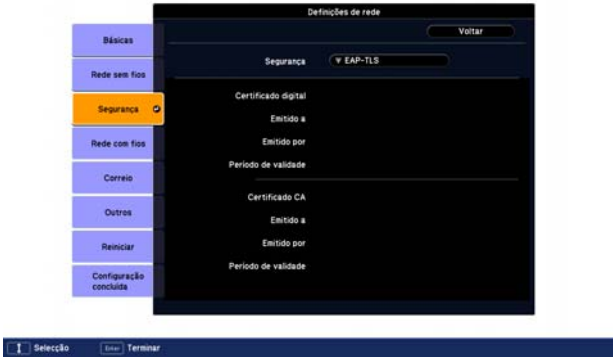 Definições de rede
Voltar
Básicas
Rede sem fios
Segurança
Rede com fios
Correio
Outros
Reiniciar
Configuração
concluída
Segurança
EAP-TLS
Certificado digital
Emitido a
Emitido por
Período de validade
Certificado CA
Emitido a
Emitido por
Período de validade
Selecção
Enter Terminar